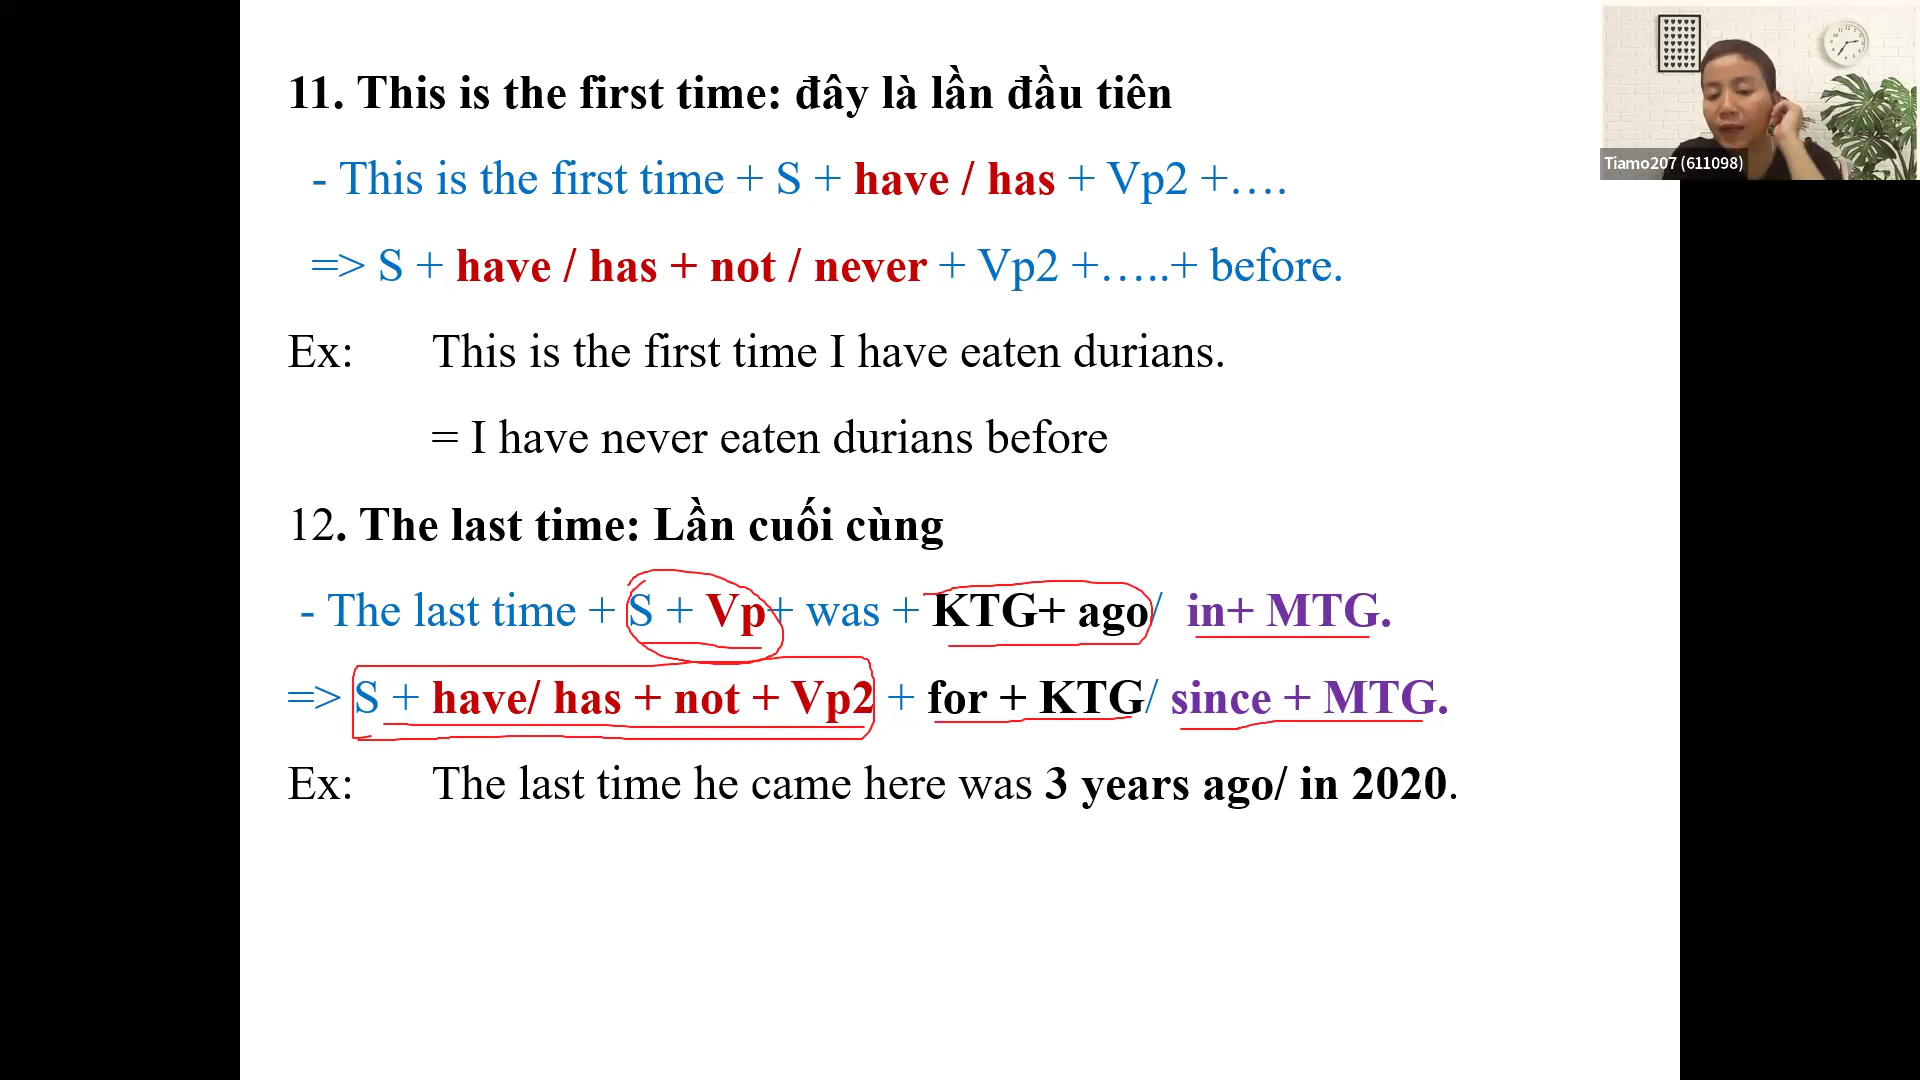 11. This is the first time: đây là lần đầu tiên
- This is the first time + S + have / has + Vp2 +….
=> S + have / has + not / never + Vp2 +…..+ before.
Ex: This is the first time I have eaten durians.
= I have never eaten durians before
12. The last time: Lần cuối cùng
- The last time + S + Vp+ was + KTG+ ago/ in+ MTG.
=> S + have/ has + not + Vp2 + for + KTG/ since + MTG.
Ex: The last time he came here was 3 years ago/ in 2020.
Tiamo207 (611098)